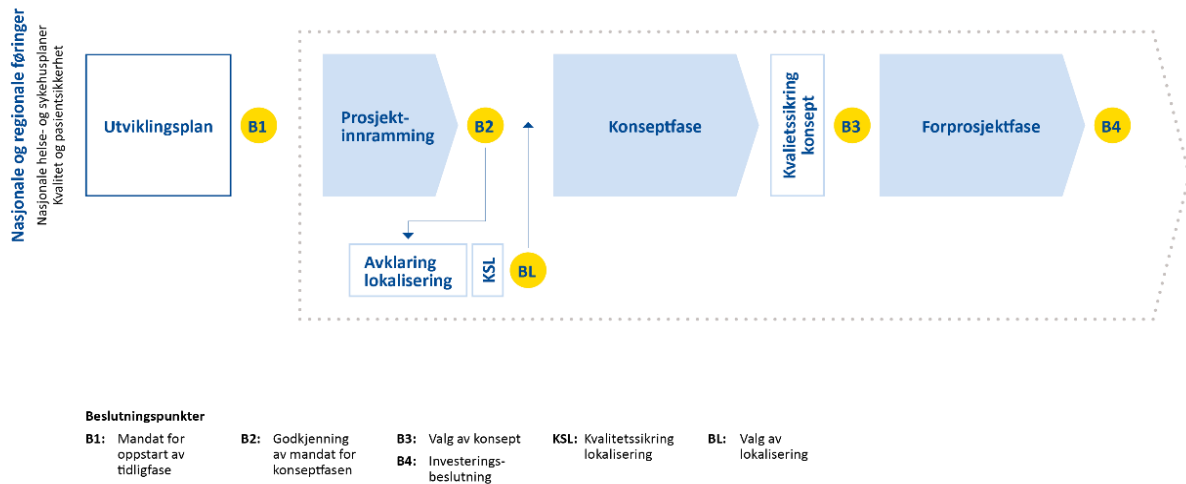 Nasjonale og regionale føringer
Nasjonale helse- og sykehusplaner
Kvalitet og pasientsikkerhet
Utviklingsplan
B1
Prosjekt-
innramming
B2
Konseptfase
Kvalietssikring
konsept
B3
Forprosjektfase
B4
Avklaring
lokalisering
KSL
BL
Beslutningspunkter
B1: Mandat for
oppstart av
tidligfase
B2: Godkjenning
av mandat for
konseptfasen
B3: Valg av konsept
B4: Investerings-
beslutning
KSL: Kvalitetssikring
lokalisering
BL: Valg av
lokalisering